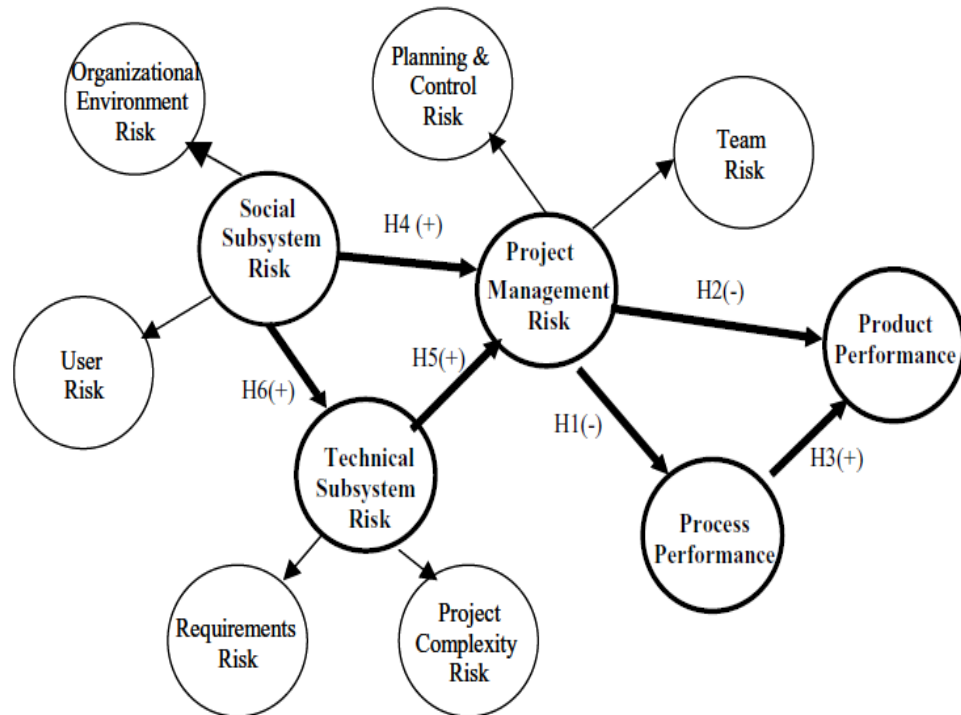 Organizational
Environment
Risk
Planning &
Control
Risk
Team
Risk
Social
Subsystem
Risk
H4 (+)
Project
Management
Risk
H2(-)
Product
Performance
User
Risk
H6(+)
H5(+)
H1(-)
H3(+)
Technical
Subsystem
Risk
Process
Performance
Requirements
Risk
Project
Complexity
Risk